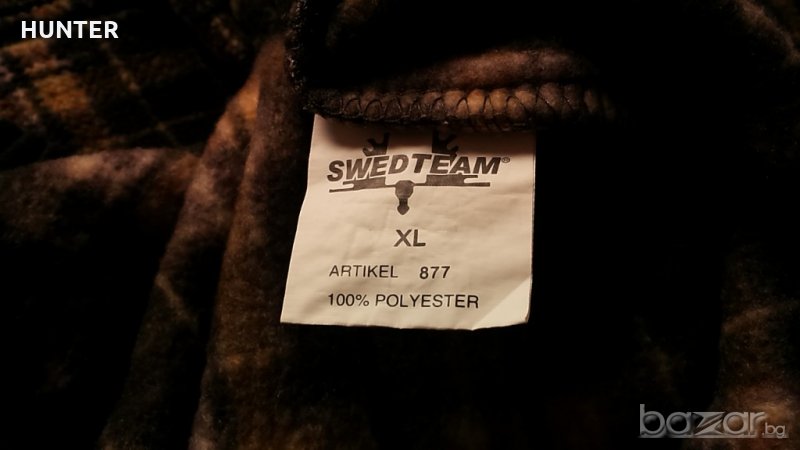 HUNTER
SWEDTEAM®
XL
ARTIKEL 877
100% POLYESTER
bazar.bg